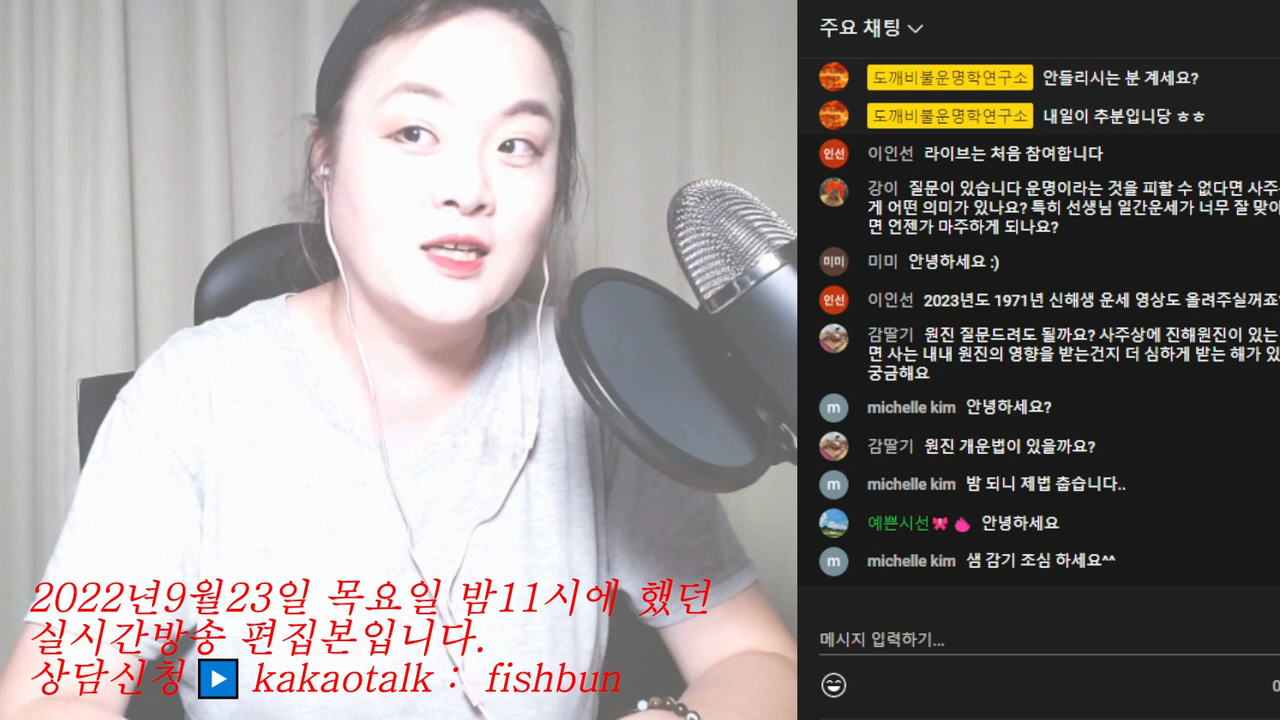 주요 채팅
도깨비불운명학연구소 안들리시는 분 계세요?
도깨비불운명학연구소 내일이 추분입니당 ㅎㅎ
인선 이인선 라이브는 처음 참여합니다
강이 질문이 있습니다 운명이라는 것을 피할 수 없다면 사주
게 어떤 의미가 있나요? 특히 선생님 일간운세가 너무 잘 맞아
면 언젠가 마주하게 되나요?
미미 미미 안녕하세요 :)
인선 이인선 2023년도 1971년 신해생 운세 영상도 올려주실꺼죠
감딸기 원진 질문드려도 될까요? 사주상에 진해원진이 있는
면 사는 내내 원진의 영향을 받는건지 더 심하게 받는 해가 있
궁금해요
m michelle kim 안녕하세요?
감딸기 원진 개운법이 있을까요?
m michelle kim 밤 되니 제법 춥습니다..
예쁜시선 안녕하세요
m michelle kim 샘 감기 조심 하세요^^
메시지 입력하기...
0
2022년9월23일 목요일 밤11시에 했던
실시간방송 편집본입니다.
상담신청 ▶ kakaotalk : fishbun